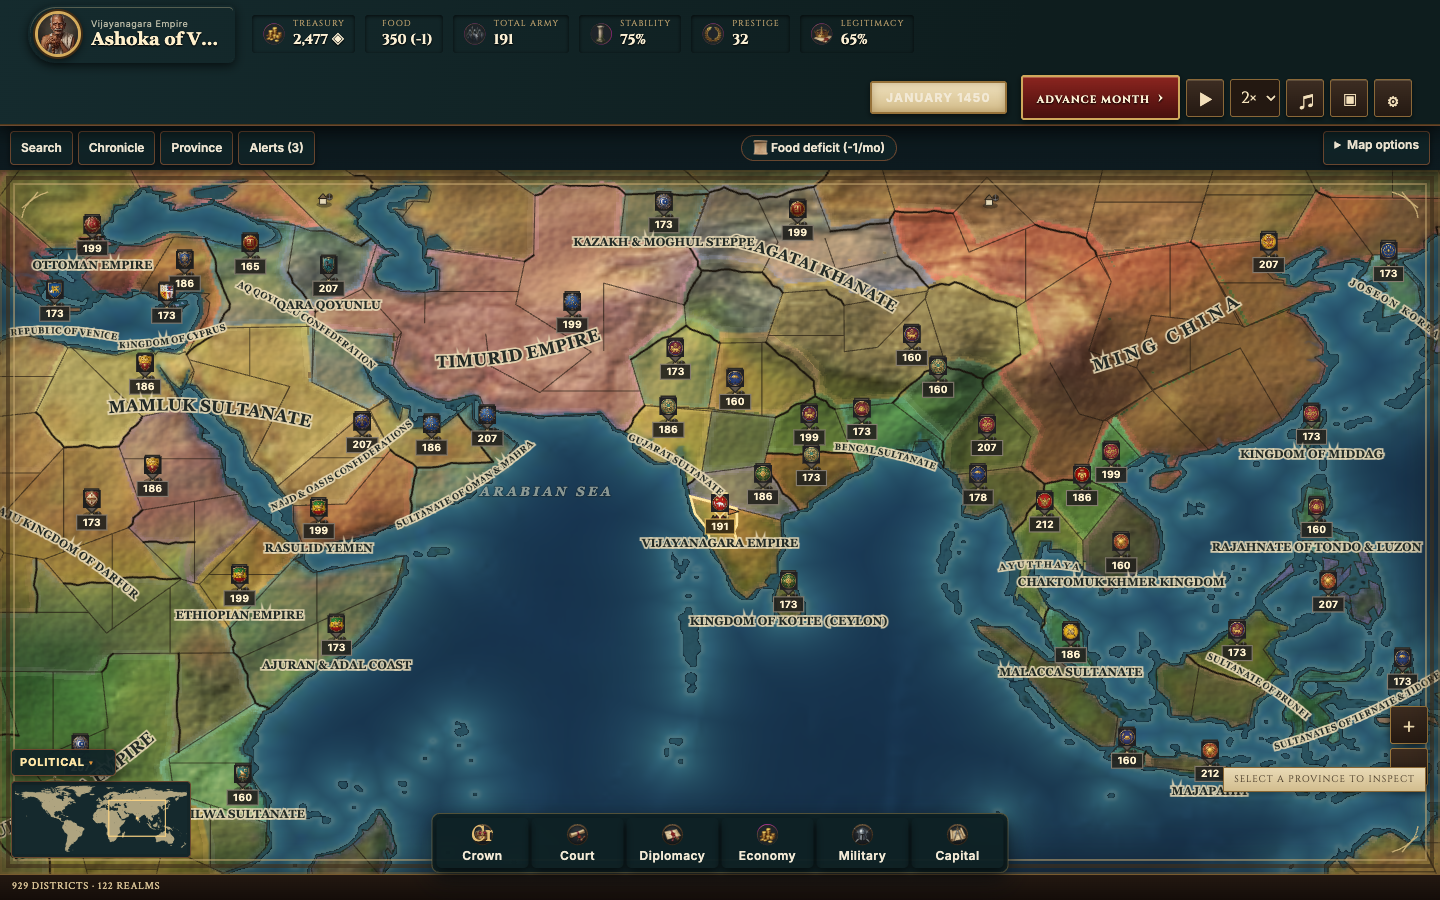 Vijayanagara Empire
Ashoka of V...
TREASURY
2,477
FOOD
350 (-1)
TOTAL ARMY
191
STABILITY
75%
PRESTIGE
32
LEGITIMACY
65%
JANUARY 1450
ADVANCE MONTH ›
2×
Search
Chronicle
Province
Alerts (3)
Food deficit (-1/mo)
Map options
173
199
KAZAKH & MOGHUL STEPPE
AGATAI KHANATE
199
OTTOMAN EMPIRE
186
165
207
QARA QOYUNLU
173
173
REPUBLIC OF VENICE
KINGDOM OF CYPRUS
199
TIMURID EMPIRE
207
173
JOSEON KOREA
MING CHINA
186
MAMLUK SULTANATE
173
160
160
160
186
199
173
BENGAL SULTANATE
GUJARAT SULTANATE
173
186
207
186
207
NAJD & OASIS CONFEDERATIONS
SULTANATE OF OMAN & MAHRA
ARABIAN SEA
207
178
199
186
212
173
KINGDOM OF MIDDAG
186
173
KINGDOM OF DARFUR
199
RASULID YEMEN
191
VIJAYANAGARA EMPIRE
160
RAJAHNATE OF TONDO & LUZON
AYUTTHAYA
160
CHAKTOMUK KHMER KINGDOM
199
ETHIOPIAN EMPIRE
173
KINGDOM OF KOTTE (CEYLON)
207
173
AJURAN & ADAL COAST
186
MALACCA SULTANATE
173
SULTANATE OF BRUNEI
173
SULTANATES OF TERNATE & TIDORE
160
212
MAJAPA
+
SELECT A PROVINCE TO INSPECT
POLITICAL
PIRE
160
ILWA SULTANATE
Cr
Crown
Court
Diplomacy
Economy
Military
Capital
929 DISTRICTS · 122 REALMS